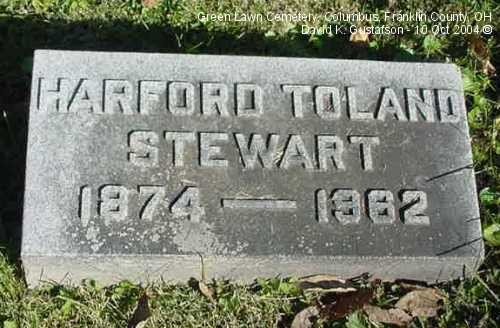 Green Lawn Cemetery, Columbus, Franklin County, OH
David K. Gustafson - 10 Oct 2004 ©
HARFORD TOLAND
STEWART
1874 — 1962